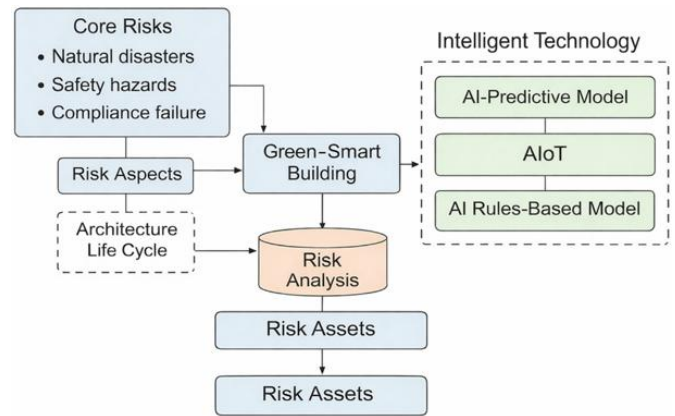 Core Risks
• Natural disasters
• Safety hazards
• Compliance failure
Intelligent Technology
AI-Predictive Model
AIoT
AI Rules-Based Model
Green-Smart
Building
Risk Aspects
Architecture
Life Cycle
Risk
Analysis
Risk Assets
Risk Assets